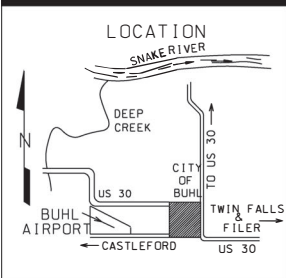 LOCATION
SNAKE RIVER
DEEP
CREEK
N
CITY
OF
BUHL
TO US 30
US 30
BUHL
AIRPORT
TWIN FALLS
&
FILER
CASTLEFORD
US 30